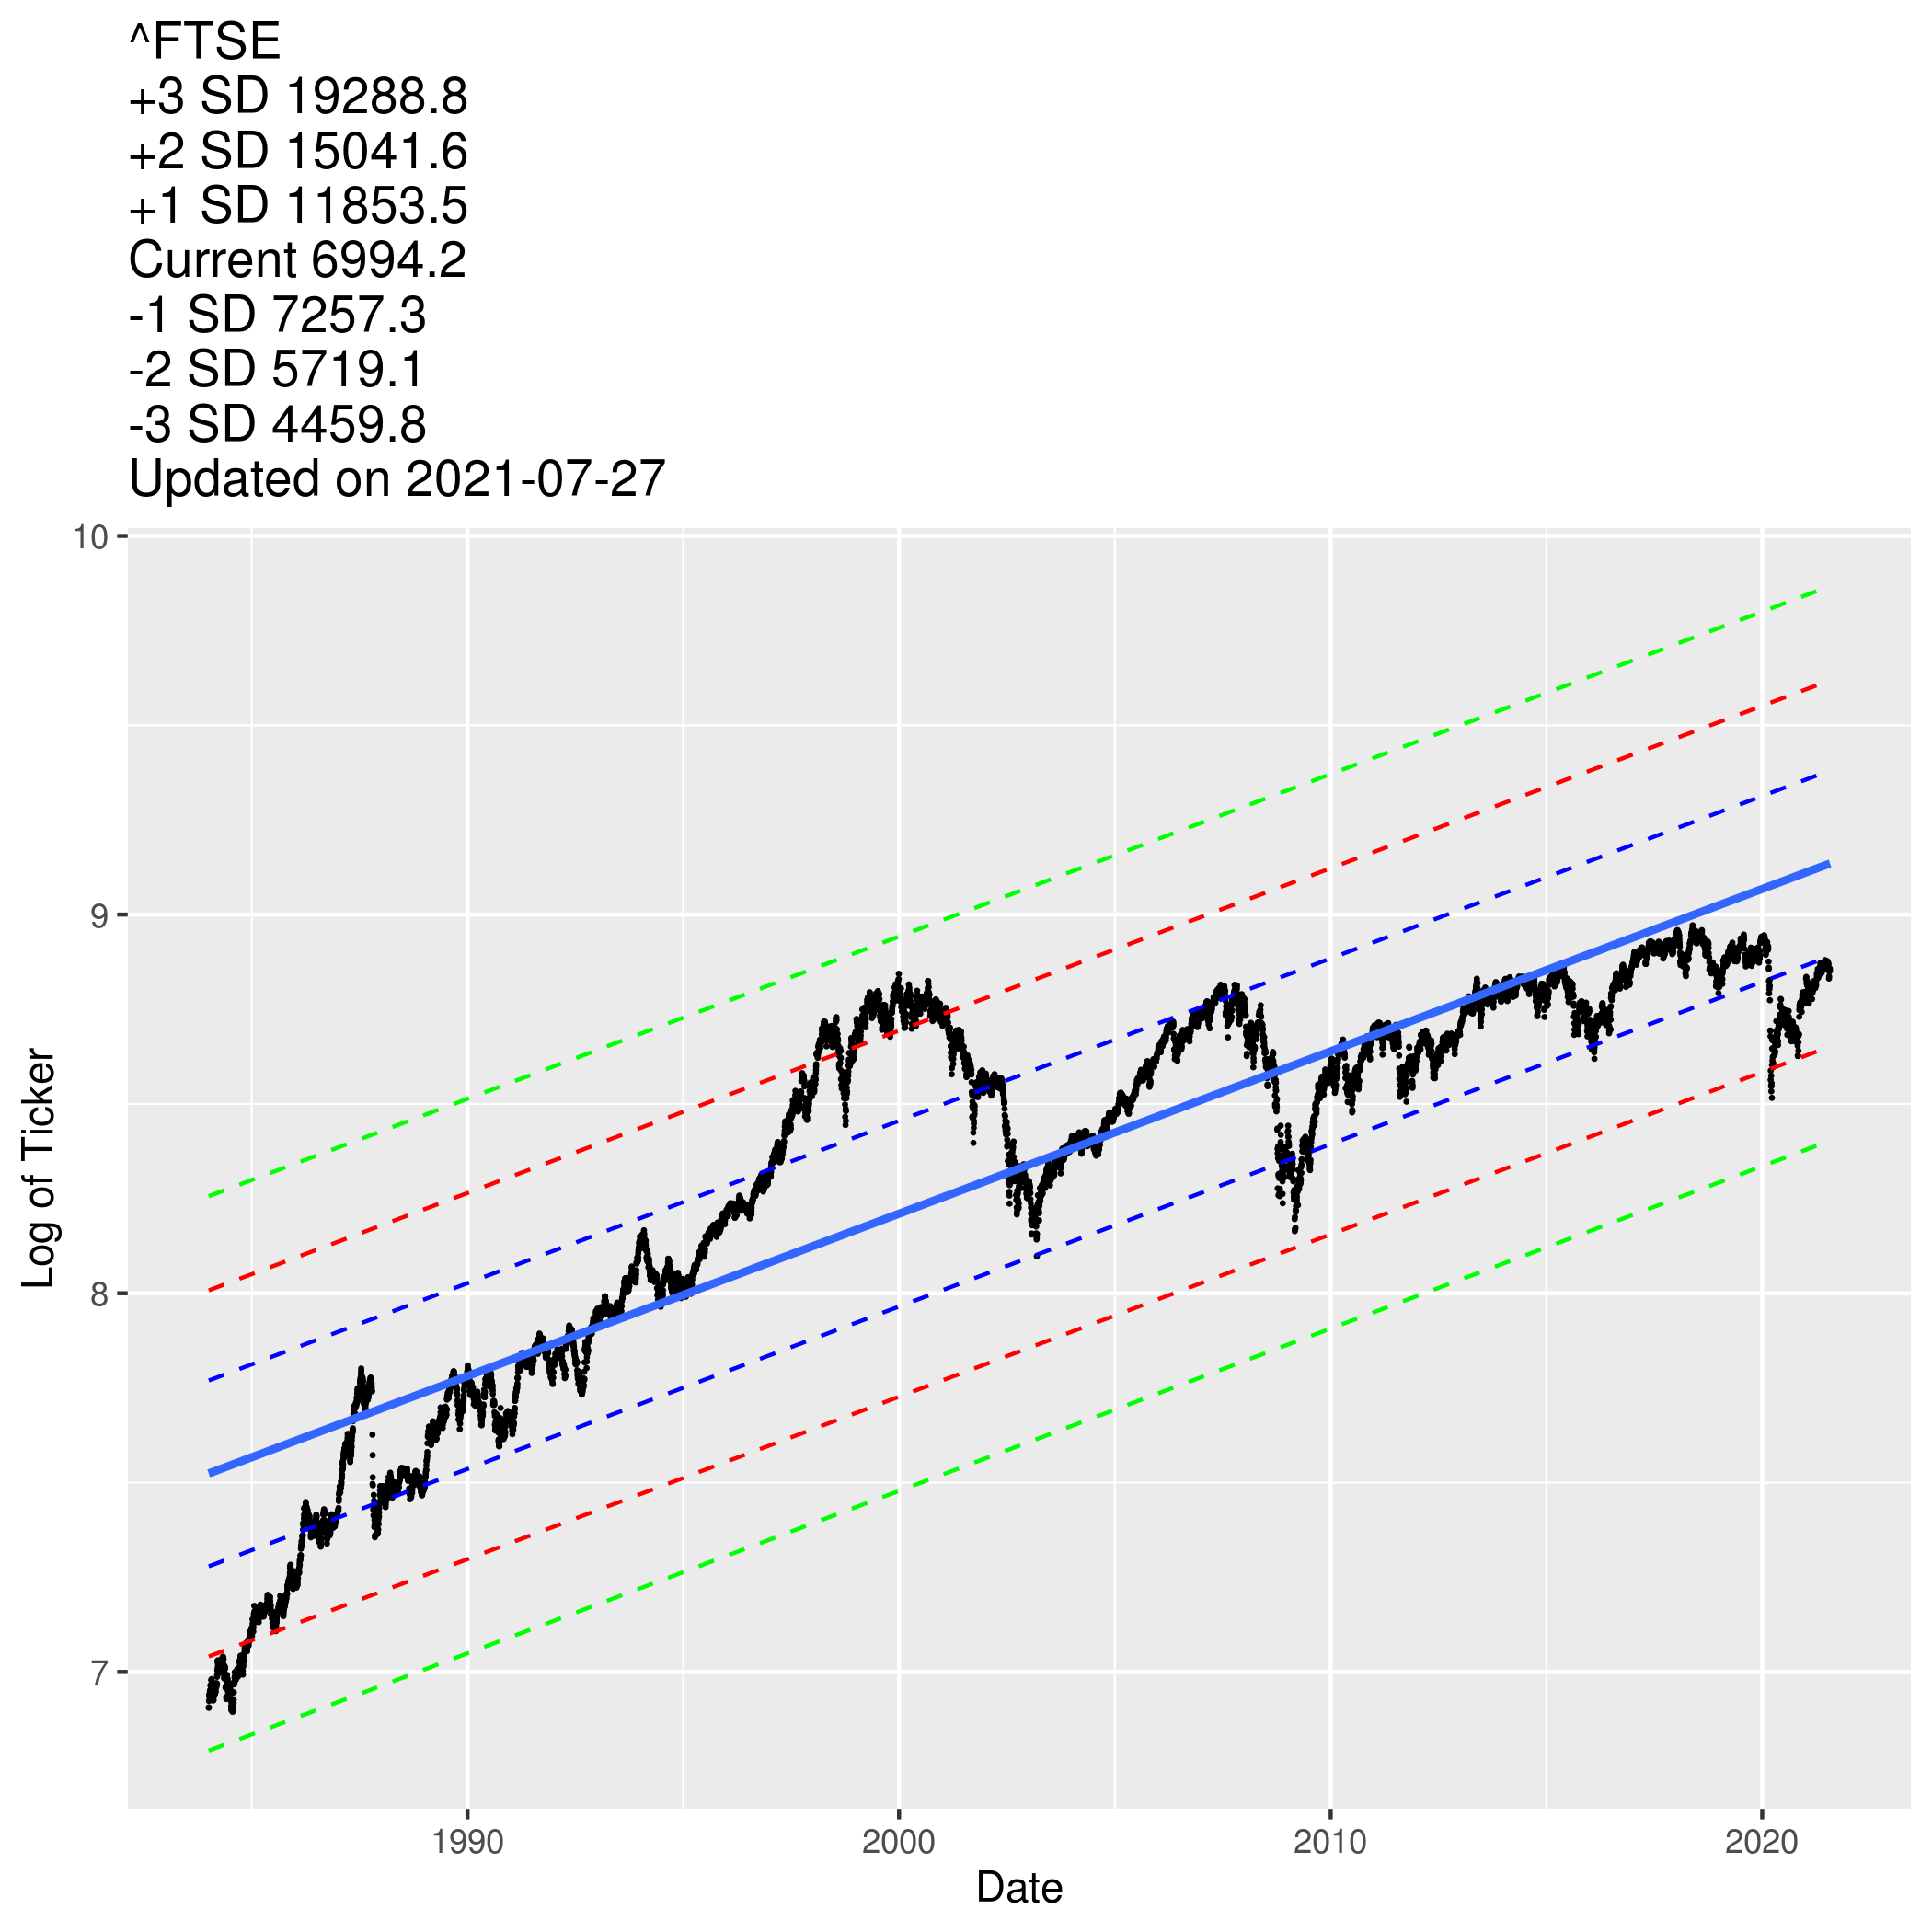 ^FTSE
+3 SD 19288.8
+2 SD 15041.6
+1 SD 11853.5
Current 6994.2
-1 SD 7257.3
-2 SD 5719.1
-3 SD 4459.8
Updated on 2021-07-27
10
9
8
7
Log of Ticker
1990 2000 2010 2020
Date